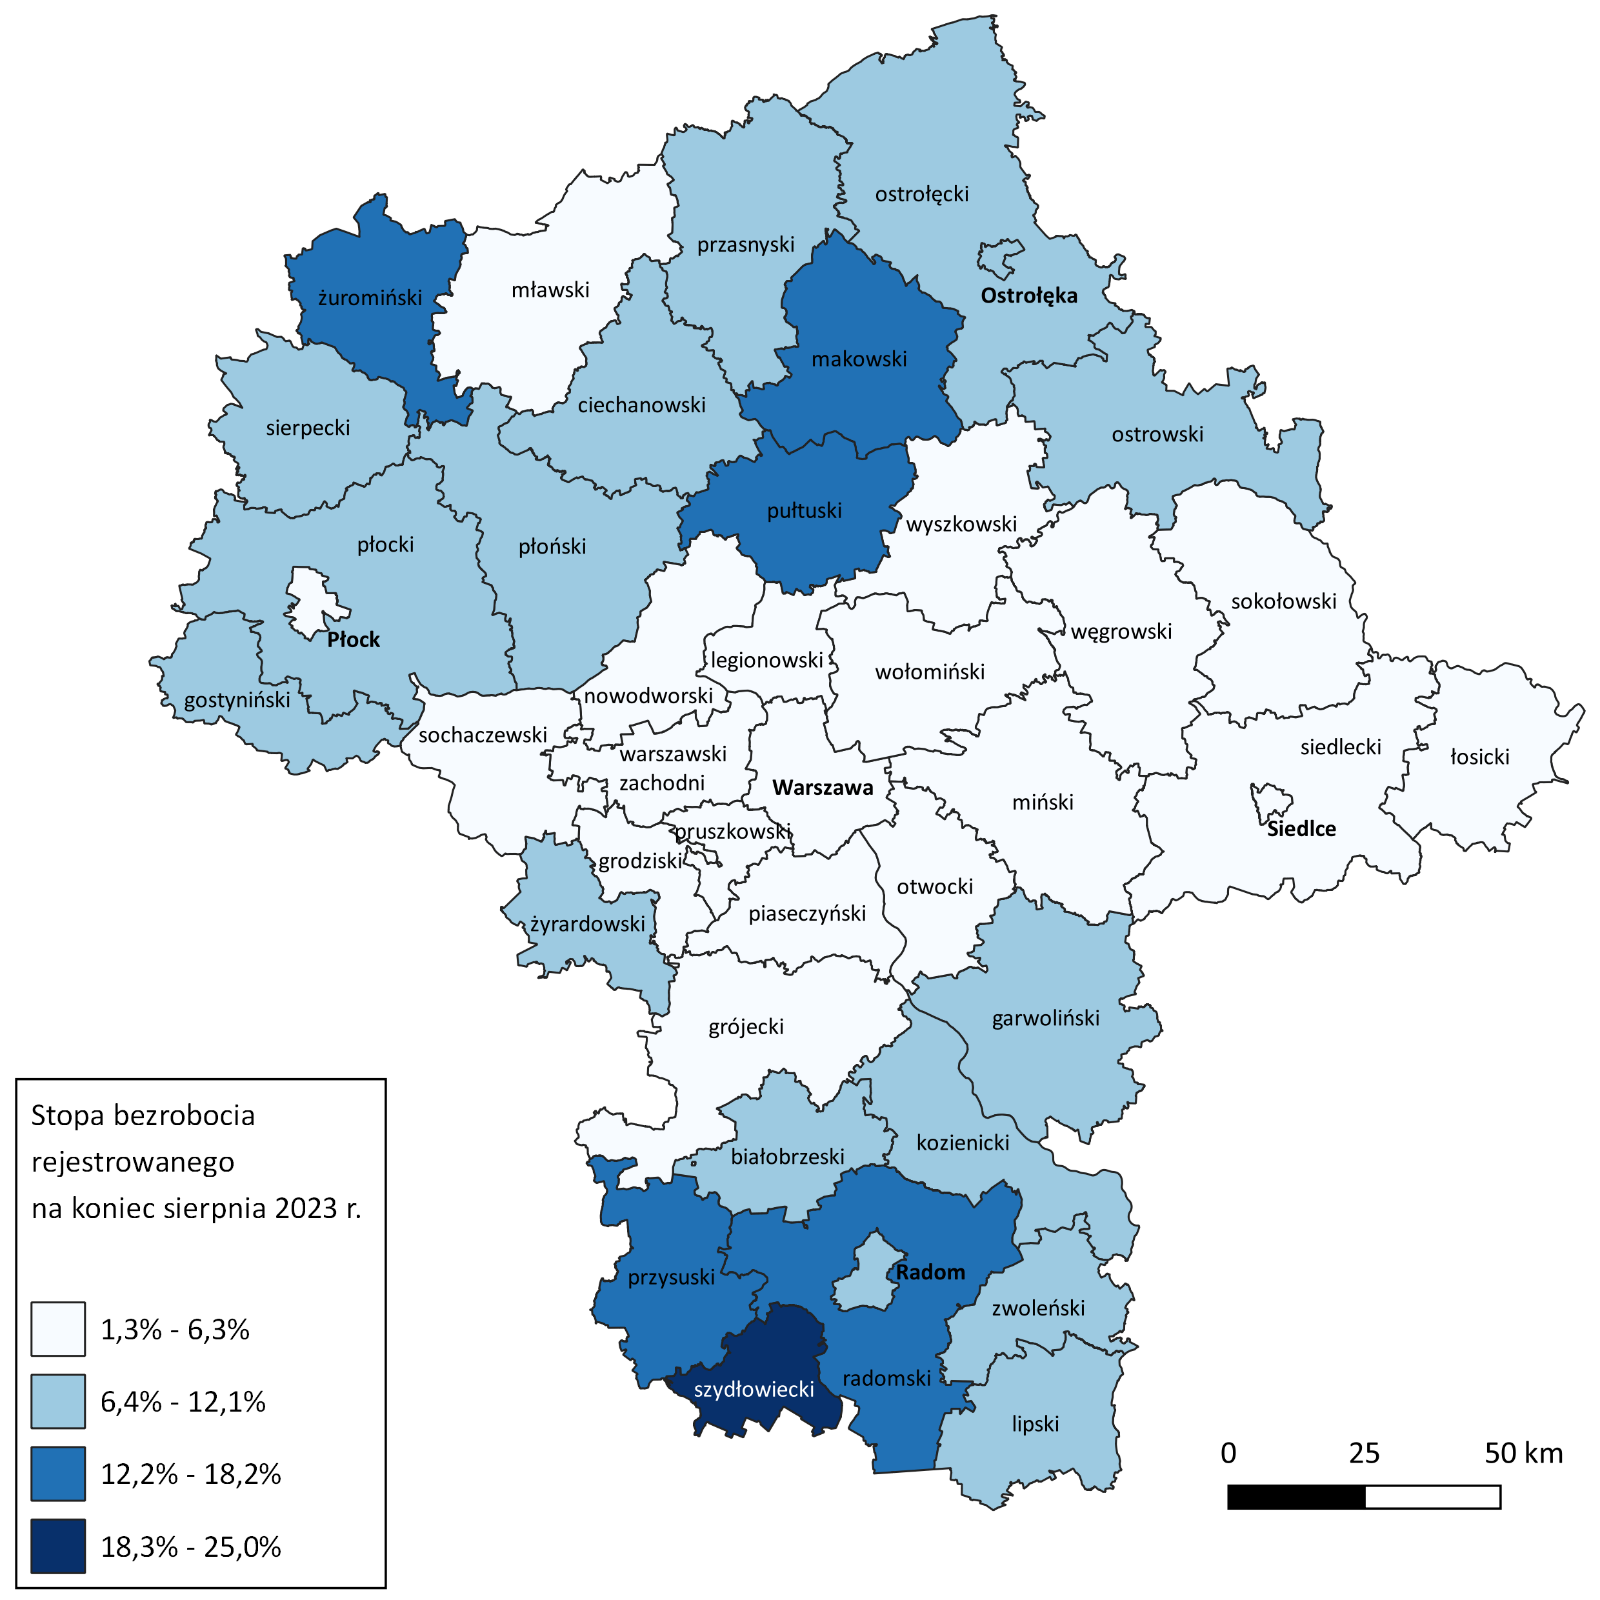 ostrołęcki
przasnyski
mławski
żuromiński
Ostrołęka
makowski
ciechanowski
sierpecki
ostrowski
pułtuski
wyszkowski
płocki
płoński
sokołowski
węgrowski
Płock
legionowski
wołomiński
nowodworski
gostyniński
sochaczewski
siedlecki
łosicki
warszawski
zachodni
Warszawa
miński
Siedlce
pruszkowski
grodziski
otwocki
piaseczyński
żyrardowski
garwoliński
grójecki
kozienicki
białobrzeski
Radom
przysuski
zwoleński
radomski
szydłowiecki
lipski
Stopa bezrobocia
rejestrowanego
na koniec sierpnia 2023 r.
1,3% - 6,3%
6,4% - 12,1%
12,2% - 18,2%
18,3% - 25,0%
0 25 50 km